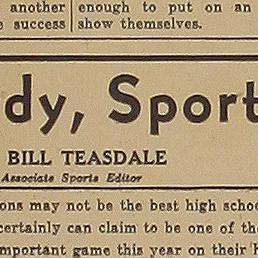 another
success
enough to put on an
show themselves.
dy, Sport
BILL TEASDALE
Associate Sports Editor
ons may not be the best high schoo
certainly can claim to be one of the
important game this year on their